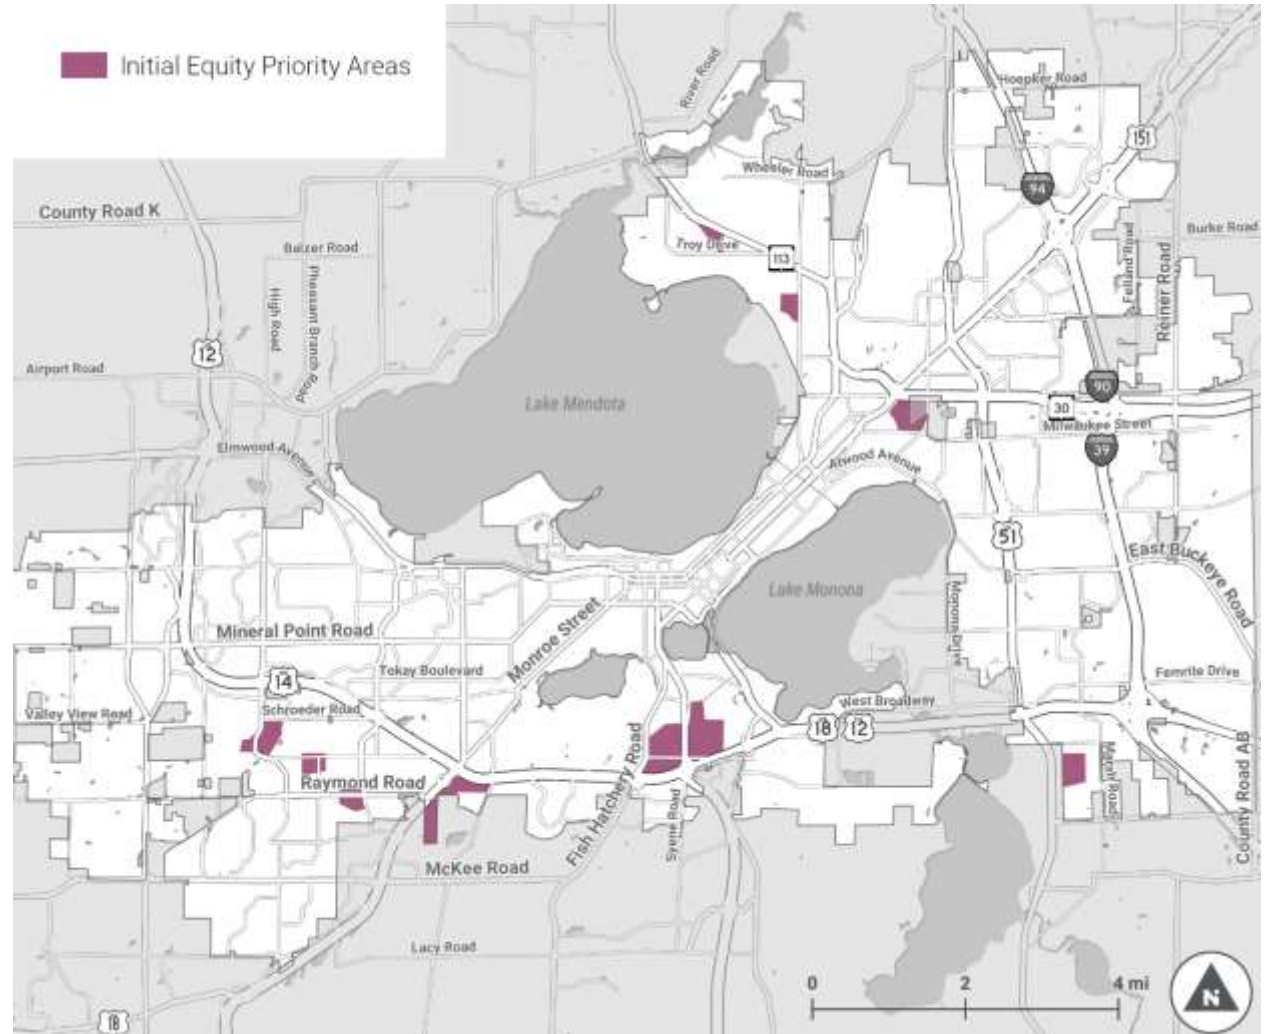 Initial Equity Priority Areas
River Road
Hoepker Road
151
Wheeler Road
94
County Road K
Balzer Road
Troy Drive
113
Burke Road
Felland Road
Reiner Road
High Road
Pheasant Branch Road
12
Airport Road
90
Lake Mendota
30
Milwaukee Street
39
Elmwood Avenue
Atwood Avenue
51
East Buckeye Road
Lake Monona
Monona Drive
Mineral Point Road
Monroe Street
Tokay Boulevard
Femrite Drive
14
Schroeder Road
Valley View Road
West Broadway
18
12
Raymond Road
Fish Hatchery Road
Syene Road
Marsh Road
County Road AB
McKee Road
Lacy Road
0
2
4 mi
N
18